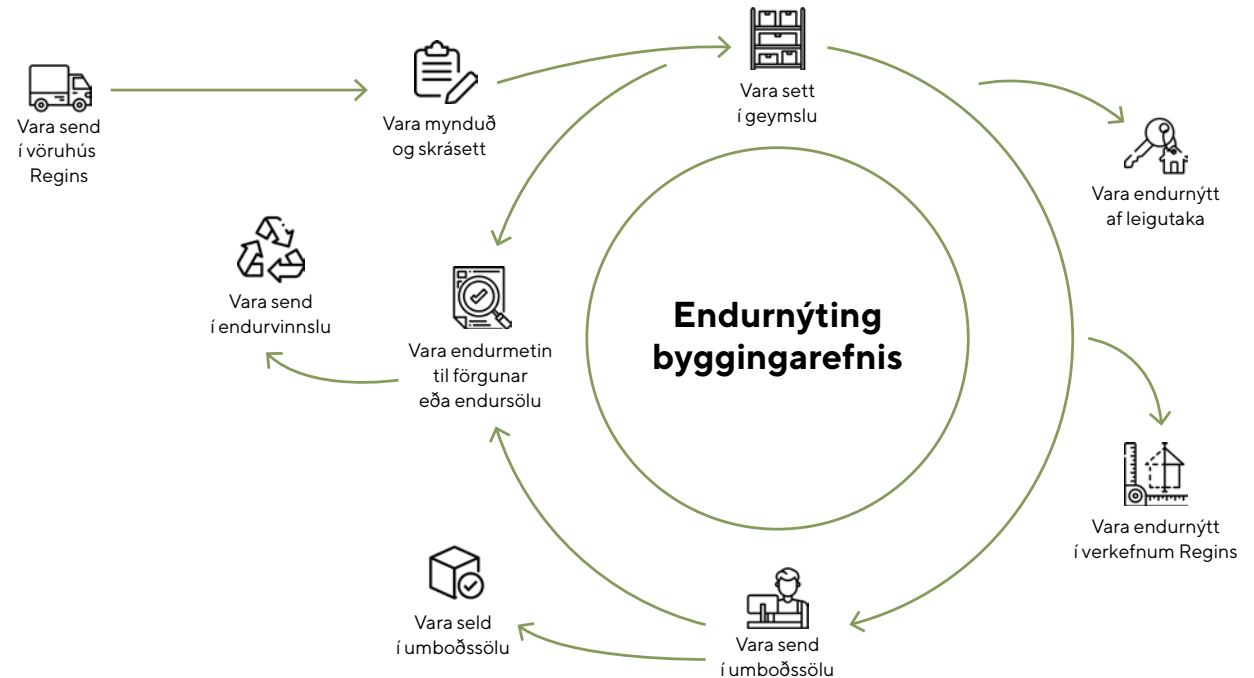 Vara send
í vöruhús
Regins
Vara mynduð
og skrásett
Vara sett
í geymslu
Vara endurnýtt
af leigutaka
Vara send
í endurvinnslu
Vara endurmetin
til förgunar
eða endursölu
Endurnýting
byggingarefnis
Vara endurnýtt
í verkefnum Regins
Vara seld
í umboðssölu
Vara send
í umboðssölu